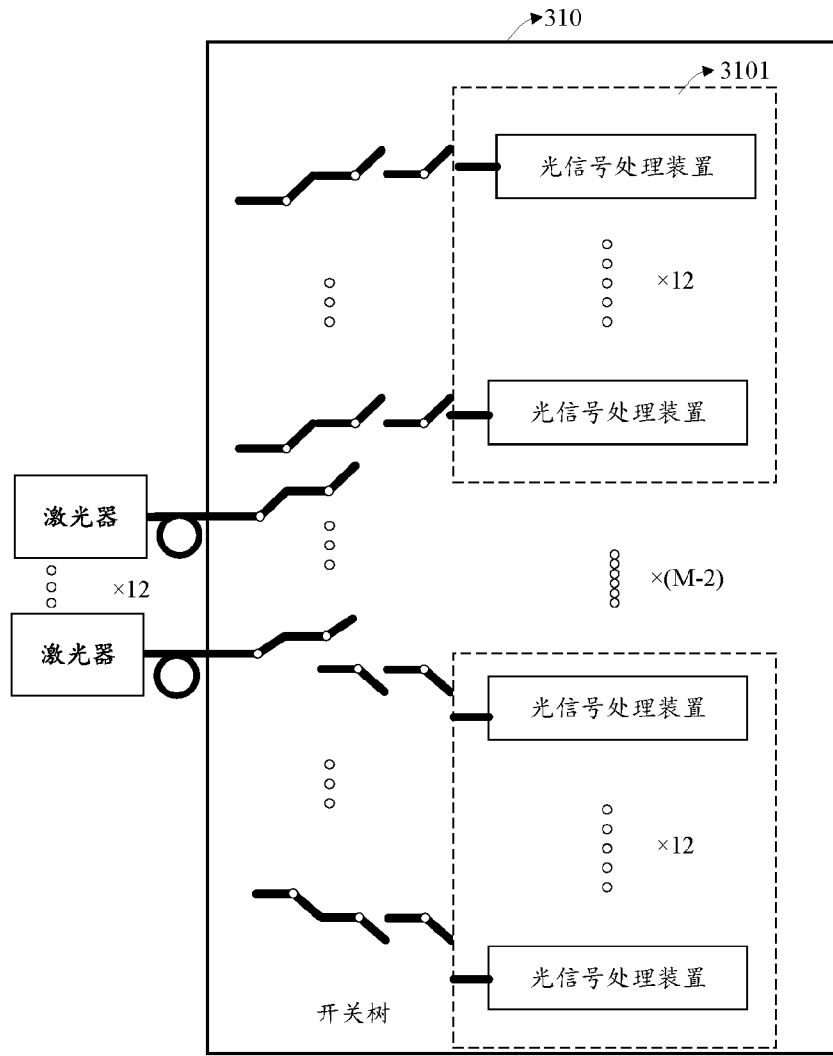 310
3101
光信号处理装置
×12
光信号处理装置
激光器
×12
激光器
×(M-2)
光信号处理装置
×12
光信号处理装置
开关树